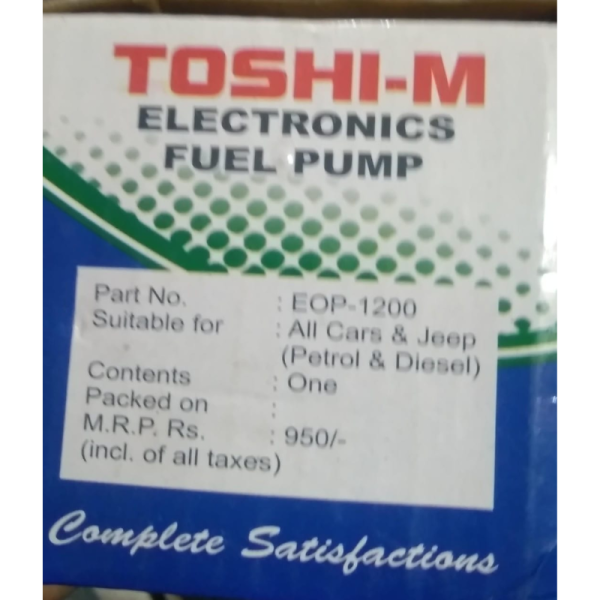 TOSHI-M
ELECTRONICS
FUEL PUMP
Part No. : EOP-1200
Suitable for : All Cars & Jeep
(Petrol & Diesel)
Contents : One
Packed on :
M.R.P. Rs. : 950/-
(incl. of all taxes)
Complete Satisfactions